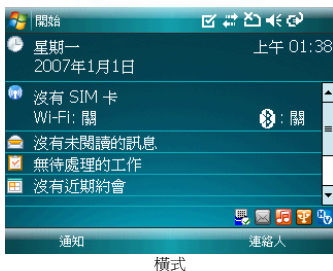 開始
星期一 上午 01:38
2007年1月1日
沒有 SIM 卡
Wi-Fi: 關 : 關
沒有未閱讀的訊息
無待處理的工作
沒有近期約會
通知 連絡人
橫式